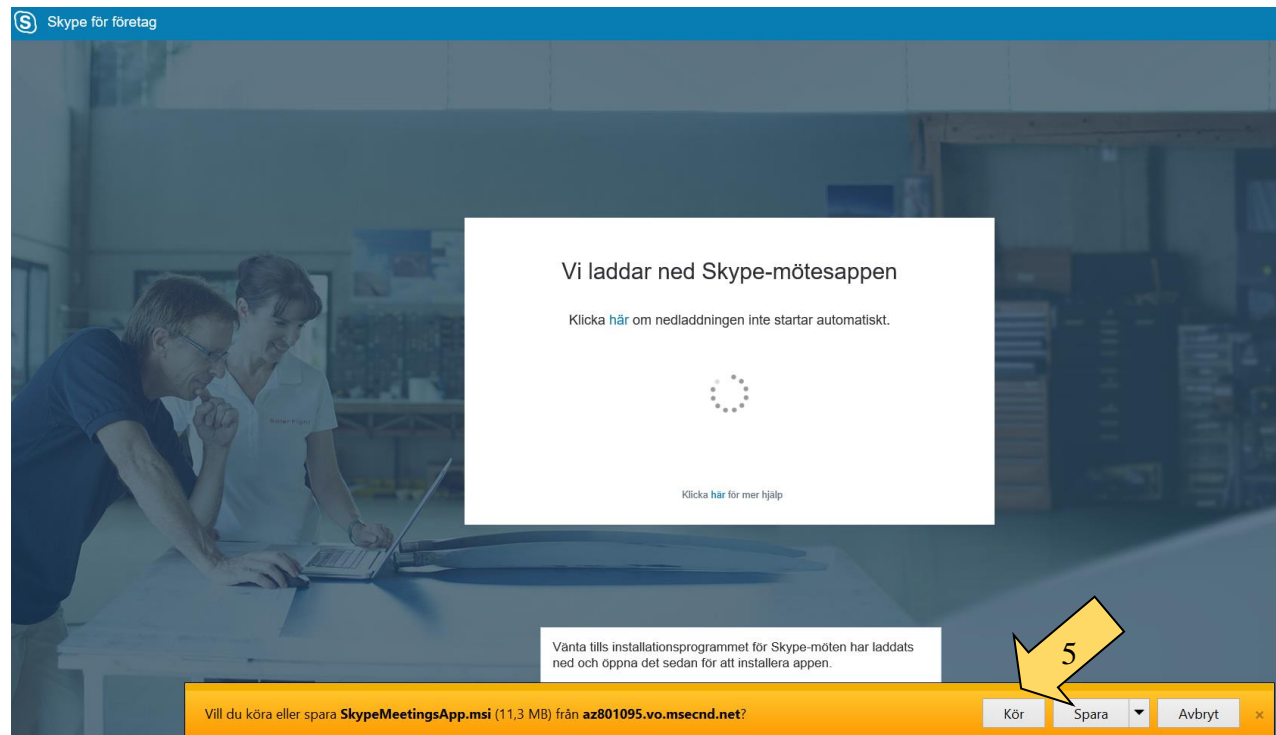 Skype för företag
Vi laddar ned Skype-mötesappen
Klicka här om nedladdningen inte startar automatiskt.
Klicka här för mer hjälp
Vänta tills installationsprogrammet för Skype-möten har laddats
ned och öppna det sedan för att installera appen.
5
Vill du köra eller spara SkypeMeetingsApp.msi (11,3 MB) från az801095.vo.msecnd.net?
Kör
Spara
Avbryt
×